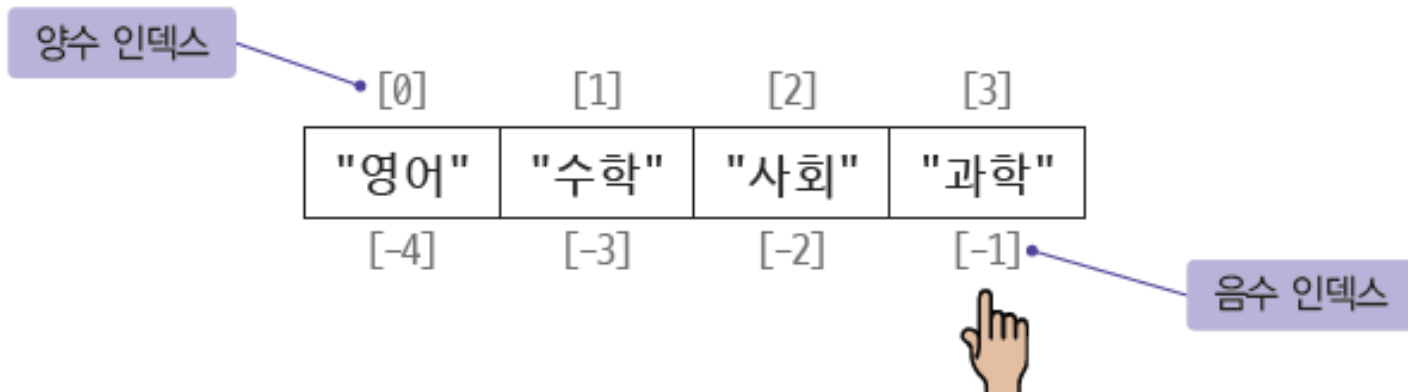 양수 인덱스
[0] [1] [2] [3]
"영어" "수학" "사회" "과학"
[-4] [-3] [-2] [-1]
음수 인덱스